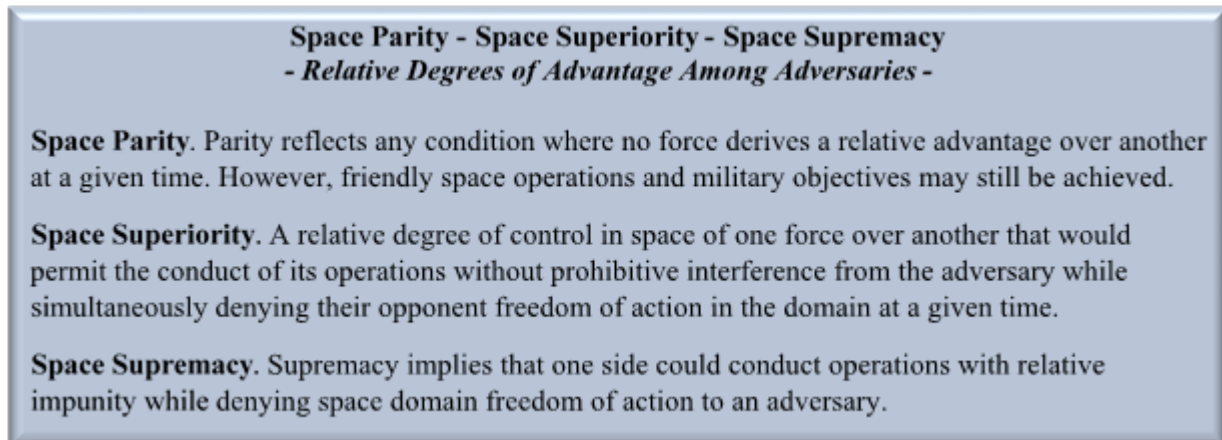 Space Parity - Space Superiority - Space Supremacy
- Relative Degrees of Advantage Among Adversaries -
Space Parity. Parity reflects any condition where no force derives a relative advantage over another
at a given time. However, friendly space operations and military objectives may still be achieved.
Space Superiority. A relative degree of control in space of one force over another that would
permit the conduct of its operations without prohibitive interference from the adversary while
simultaneously denying their opponent freedom of action in the domain at a given time.
Space Supremacy. Supremacy implies that one side could conduct operations with relative
impunity while denying space domain freedom of action to an adversary.